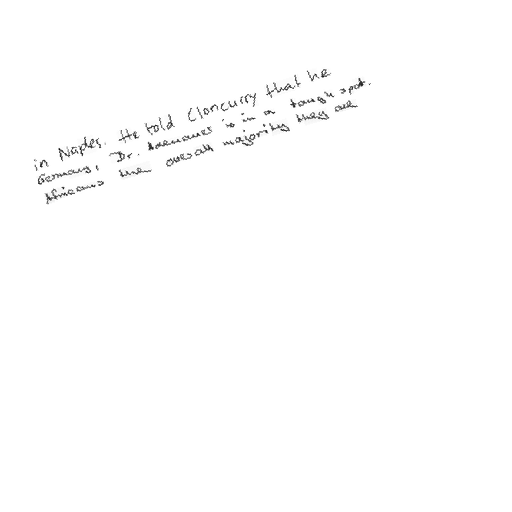 in Naples. He told Cloncurry that he
Germany, Dr. Adenauer is in a tough spot.
Africans the overall majority they are